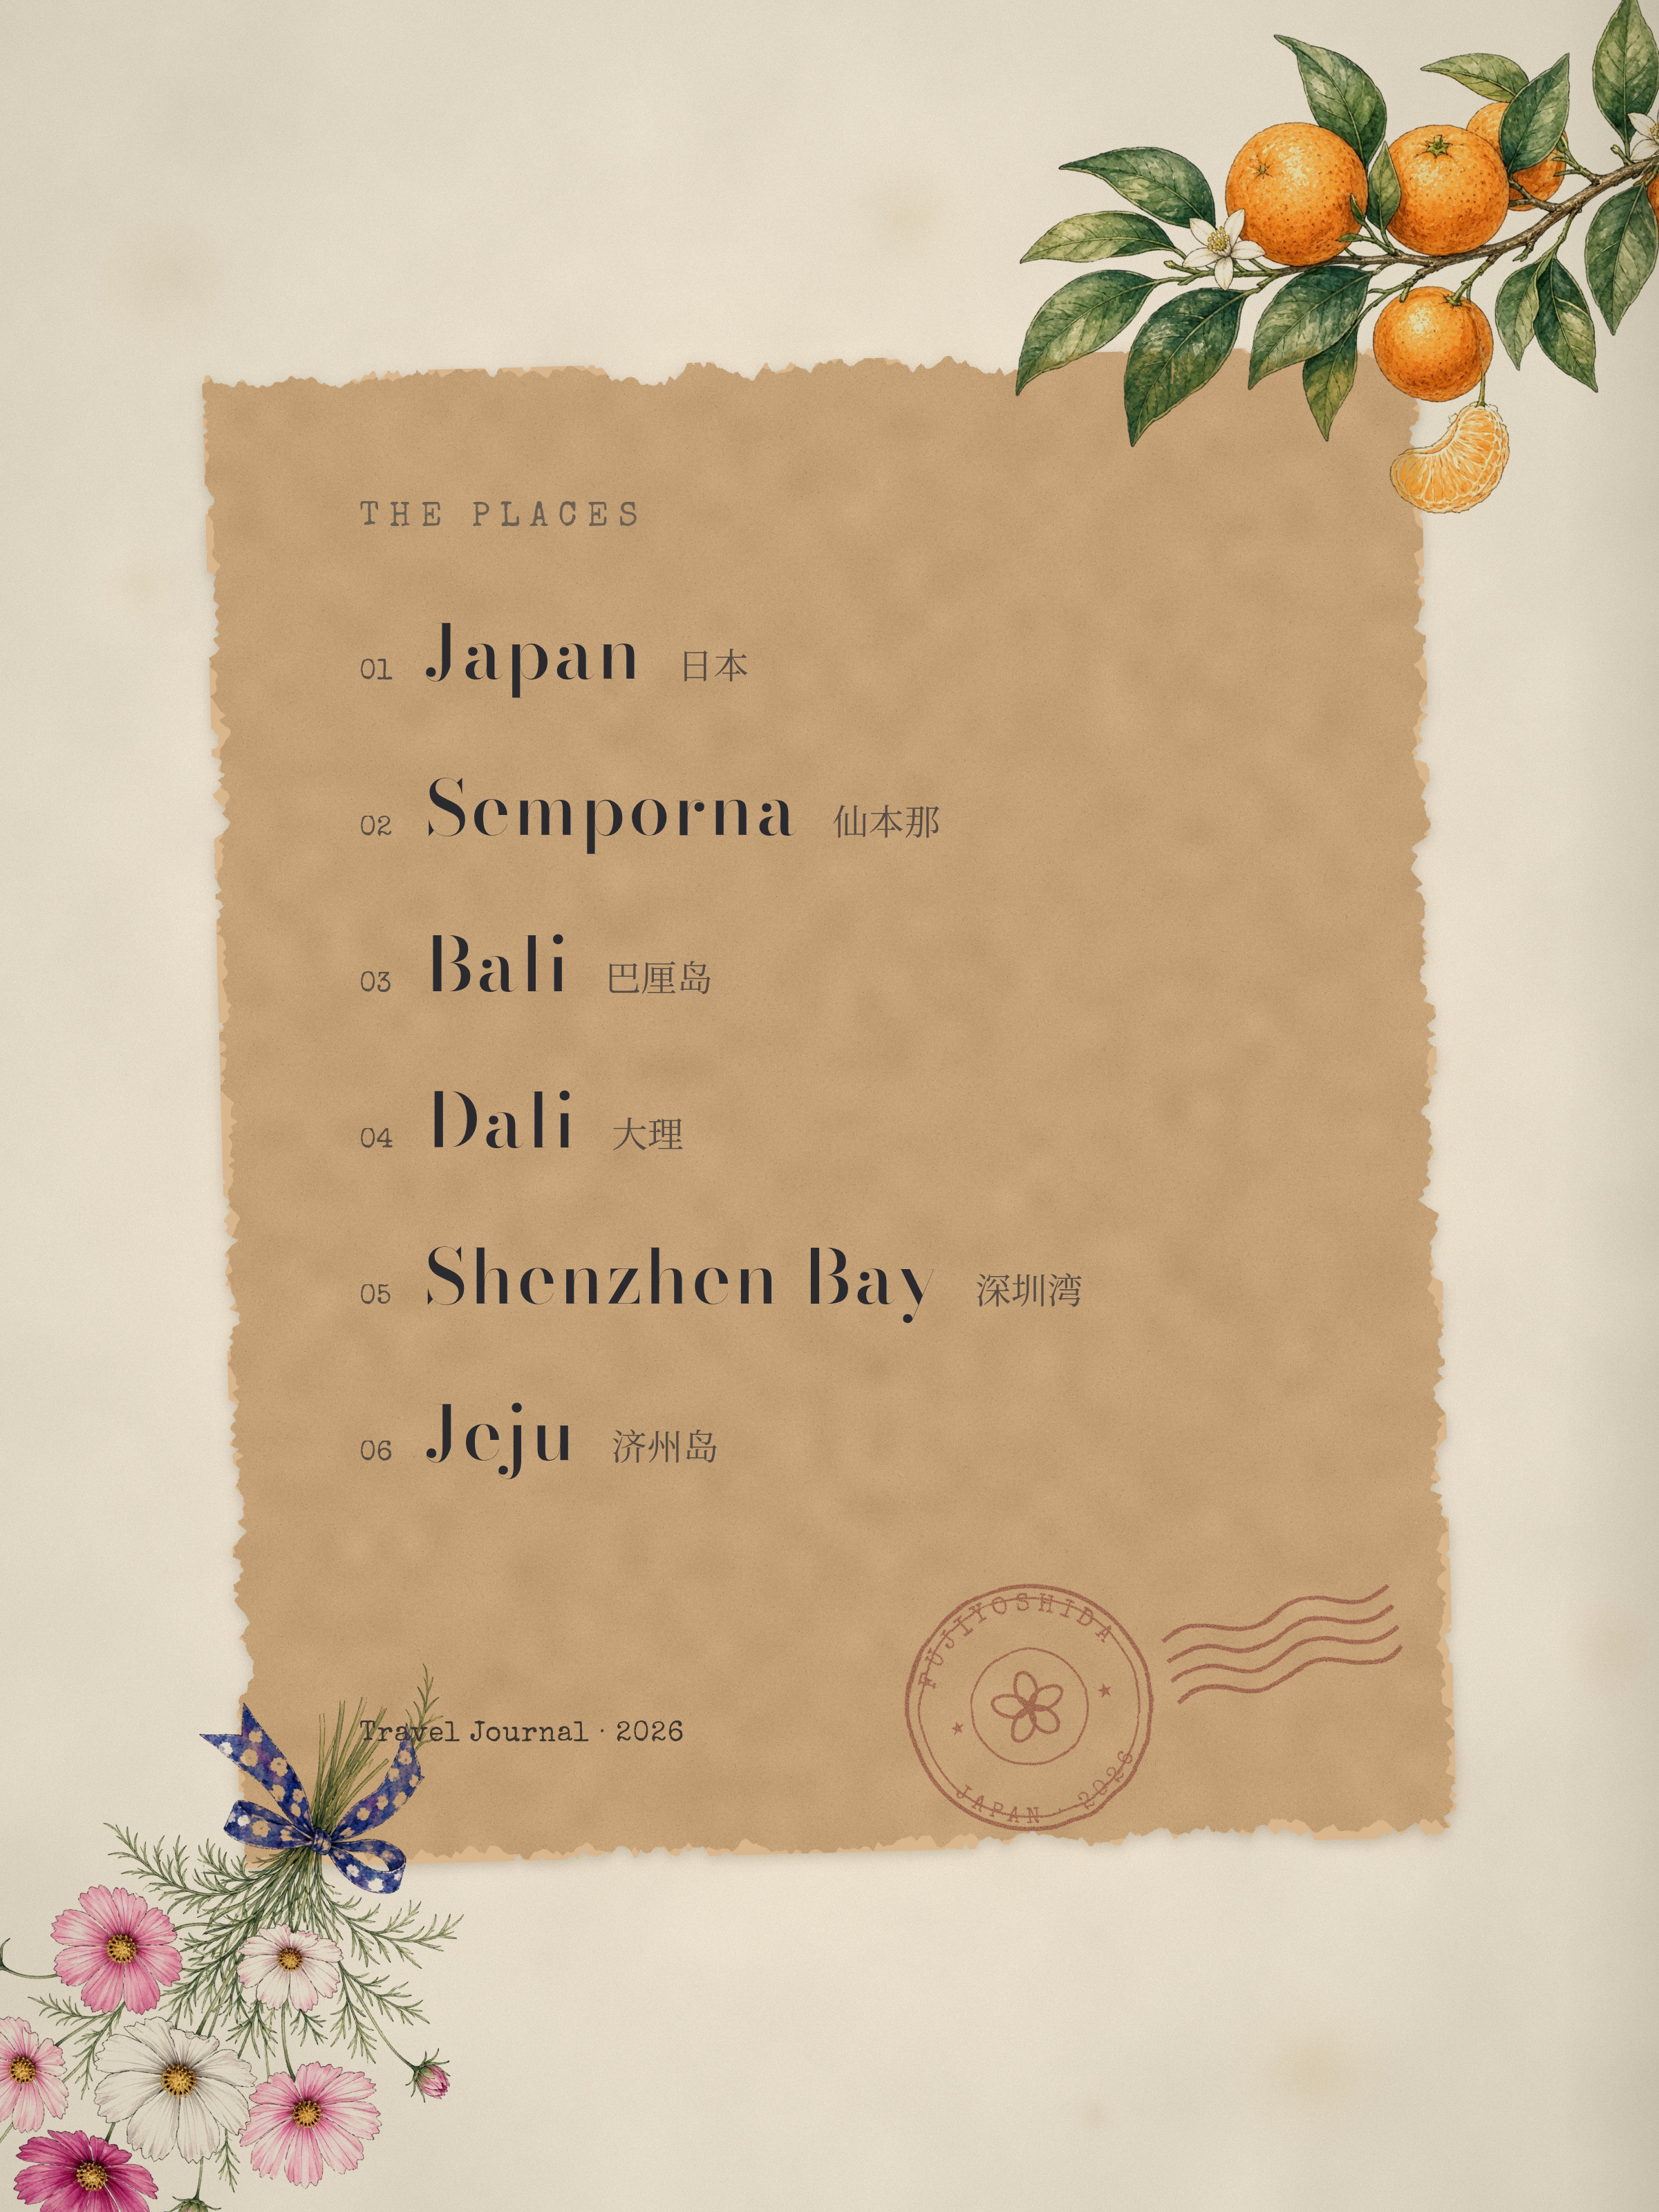 THE PLACES
01 Japan 日本
02 Semporna 仙本那
03 Bali 巴厘岛
04 Dali 大理
05 Shenzhen Bay 深圳湾
06 Jeju 济州岛
FUJIYOSHIDA
JAPAN · 2026
Travel Journal · 2026